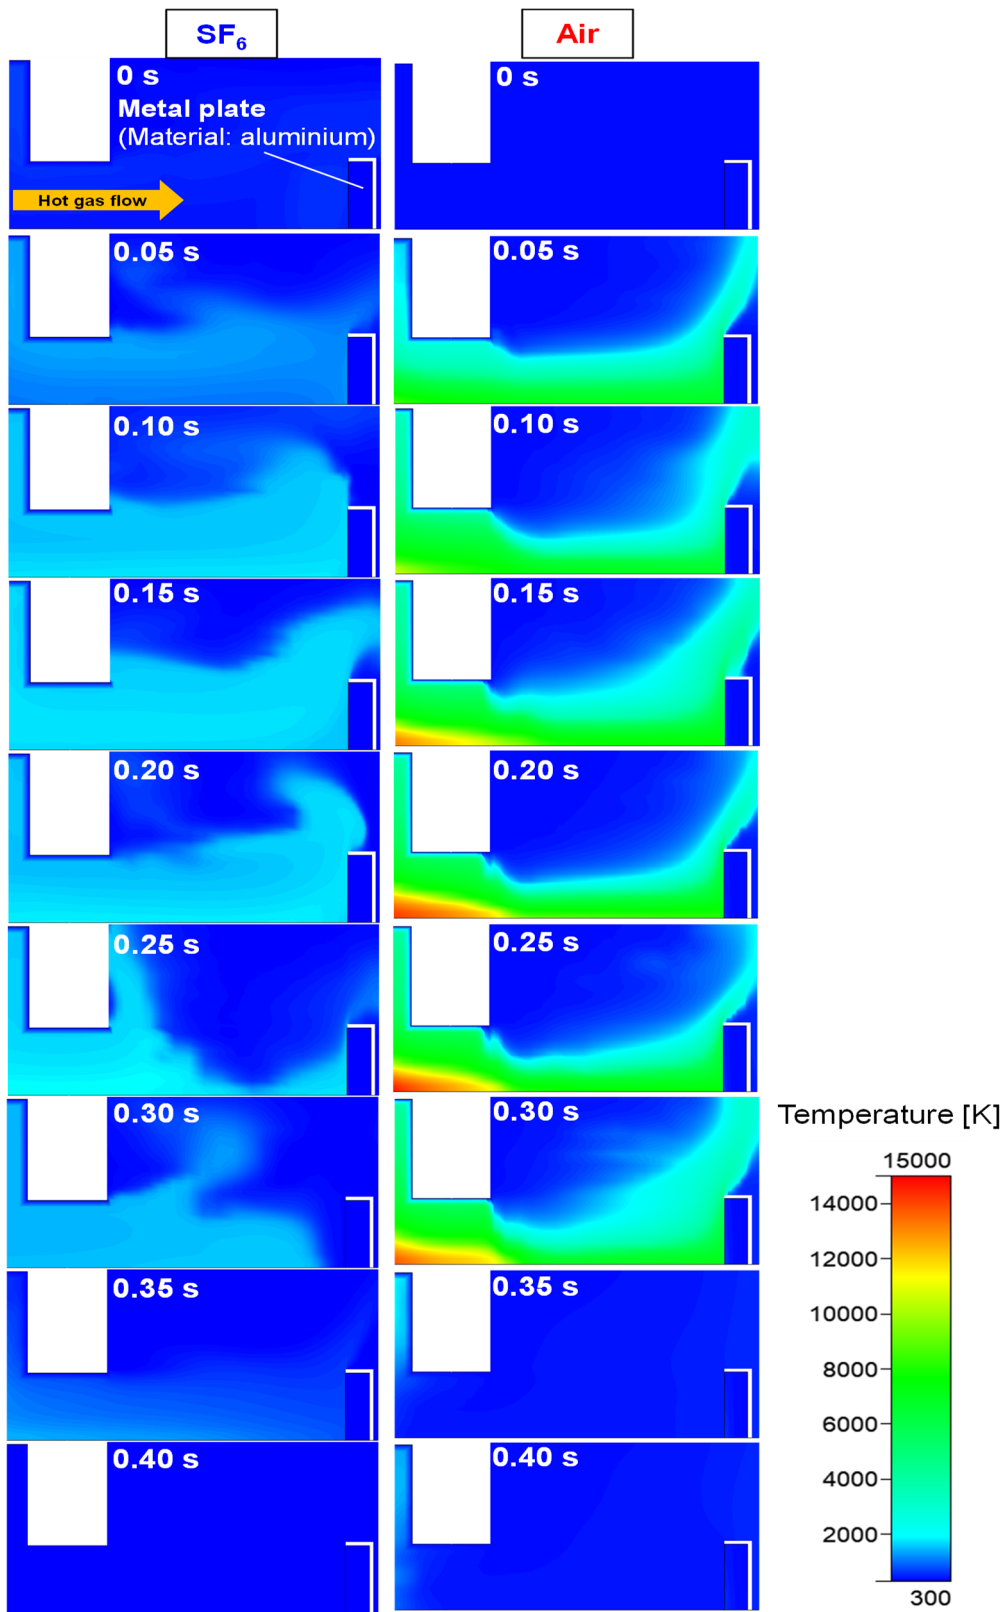 SF6
Air
0 s
0 s
Metal plate
(Material: aluminium)
Hot gas flow
0.05 s
0.05 s
0.10 s
0.10 s
0.15 s
0.15 s
0.20 s
0.20 s
0.25 s
0.25 s
0.30 s
0.30 s
Temperature [K]
15000
14000
12000
10000
8000
6000
4000
2000
300
0.35 s
0.35 s
0.40 s
0.40 s